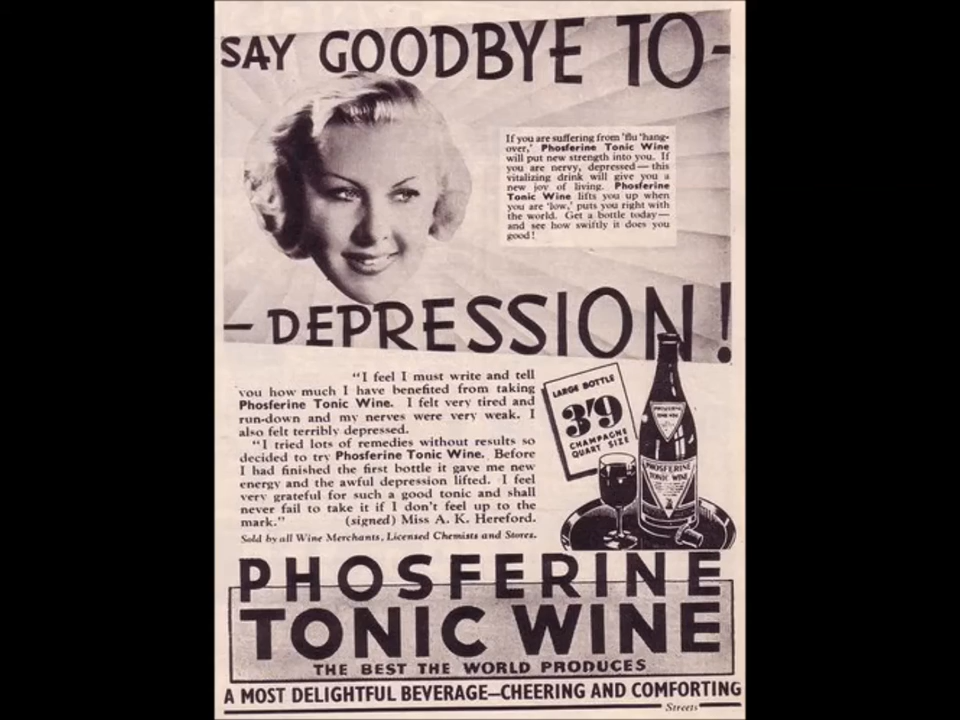 SAY GOODBYE TO-
If you are suffering from 'flu 'hang-
over,' Phosferine Tonic Wine
will put new strength into you. If
you are nervy, depressed — this
vitalizing drink will give you a
new joy of living. Phosferine
Tonic Wine lifts you up when
you are 'low,' puts you right with
the world. Get a bottle today—
and see how swiftly it does you
good!
- DEPRESSION!
"I feel I must write and tell
you how much I have benefited from taking
Phosferine Tonic Wine. I felt very tired and
run-down and my nerves were very weak. I
also felt terribly depressed.
"I tried lots of remedies without results so
decided to try Phosferine Tonic Wine. Before
I had finished the first bottle it gave me new
energy and the awful depression lifted. I feel
very grateful for such a good tonic and shall
never fail to take it if I don't feel up to the
mark." (signed) Miss A. K. Hereford.
Sold by all Wine Merchants, Licensed Chemists and Stores.
LARGE BOTTLE
3'9
CHAMPAGNE
QUART SIZE
PHOSFERINE
TONIC WINE
PHOSFERINE
TONIC WINE
THE BEST THE WORLD PRODUCES
A MOST DELIGHTFUL BEVERAGE—CHEERING AND COMFORTING
Streets